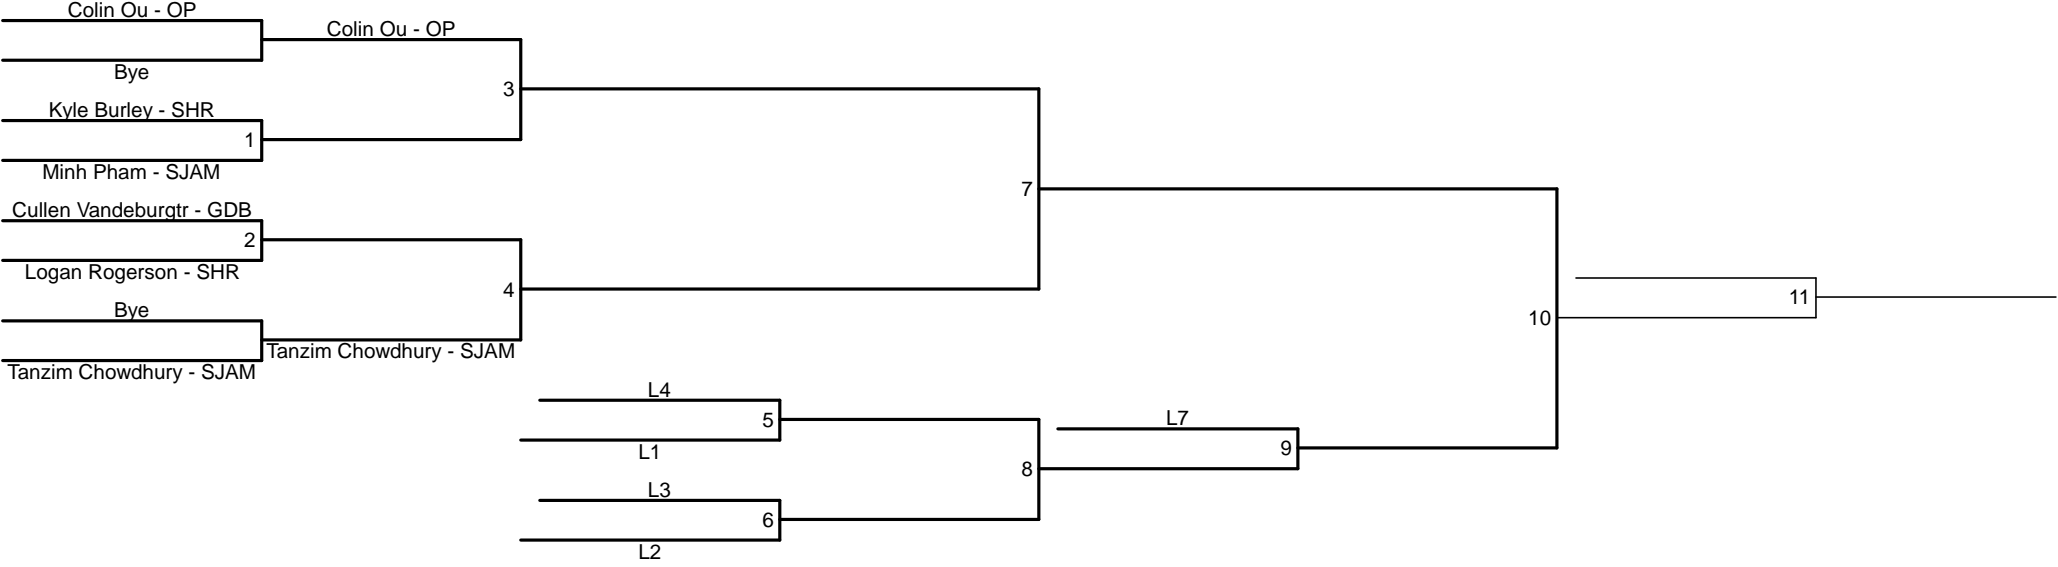 Colin Ou - OP
Colin Ou - OP
Bye
3
Kyle Burley - SHR
1
Minh Pham - SJAM
7
Cullen Vandeburgtr - GDB
2
Logan Rogerson - SHR
4
11
Bye
10
Tanzim Chowdhury - SJAM
Tanzim Chowdhury - SJAM
L4
5
L7
L1
9
8
L3
6
L2